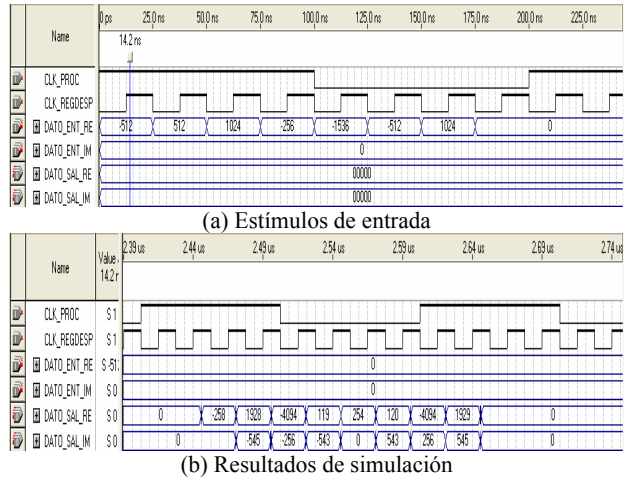 Name
0 ps 25.0 ns 50.0 ns 75.0 ns 100.0 ns 125.0 ns 150.0 ns 175.0 ns 200.0 ns 225.0 ns
14.2 ns
CLK_PROC
CLK_REGDESP
DATO_ENT_RE -512 512 1024 -256 -1536 -512 1024 0
DATO_ENT_IM 0
DATO_SAL_RE 00000
DATO_SAL_IM 00000
(a) Estímulos de entrada
Name
Value
14.2 r
2.39 us 2.44 us 2.49 us 2.54 us 2.59 us 2.64 us 2.69 us 2.74 us
CLK_PROC S 1
CLK_REGDESP S 1
DATO_ENT_RE S -51: 0
DATO_ENT_IM S 0 0
DATO_SAL_RE S 0 0 -258 1928 -4094 119 254 120 -4094 1929 0
DATO_SAL_IM S 0 0 -545 -256 -543 0 543 256 545 0
(b) Resultados de simulación